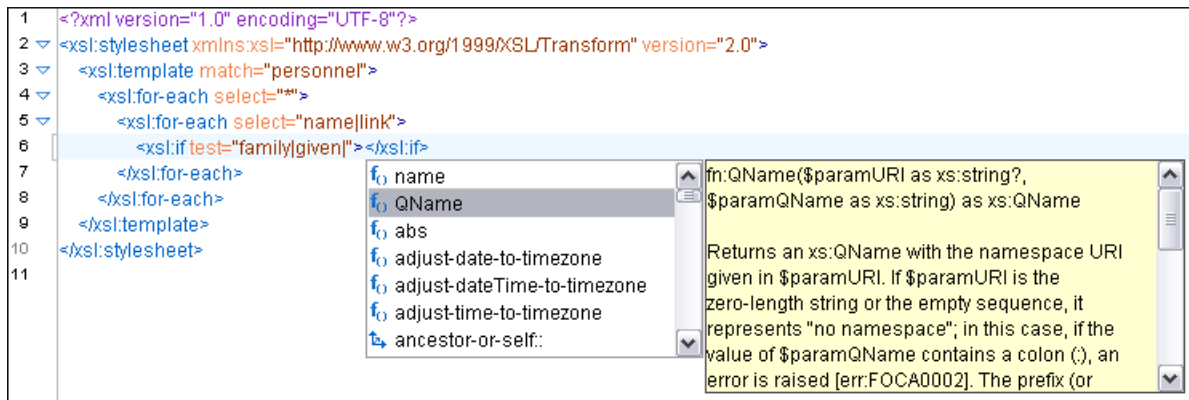 1 <?xml version="1.0" encoding="UTF-8"?>
2 <xsl:stylesheet xmlns:xsl="http://www.w3.org/1999/XSL/Transform" version="2.0">
3 <xsl:template match="personnel">
4 <xsl:for-each select="*">
5 <xsl:for-each select="name|link">
6 <xsl:if test="family|given|"></xsl:if>
7 </xsl:for-each>
8 </xsl:for-each>
9 </xsl:template>
10 </xsl:stylesheet>
11
f() name
f() QName
f() abs
f() adjust-date-to-timezone
f() adjust-dateTime-to-timezone
f() adjust-time-to-timezone
ancestor-or-self::
fn:QName($paramURI as xs:string?,
$paramQName as xs:string) as xs:QName
Returns an xs:QName with the namespace URI
given in $paramURI. If $paramURI is the
zero-length string or the empty sequence, it
represents "no namespace"; in this case, if the
value of $paramQName contains a colon (:), an
error is raised [err:FOCA0002]. The prefix (or